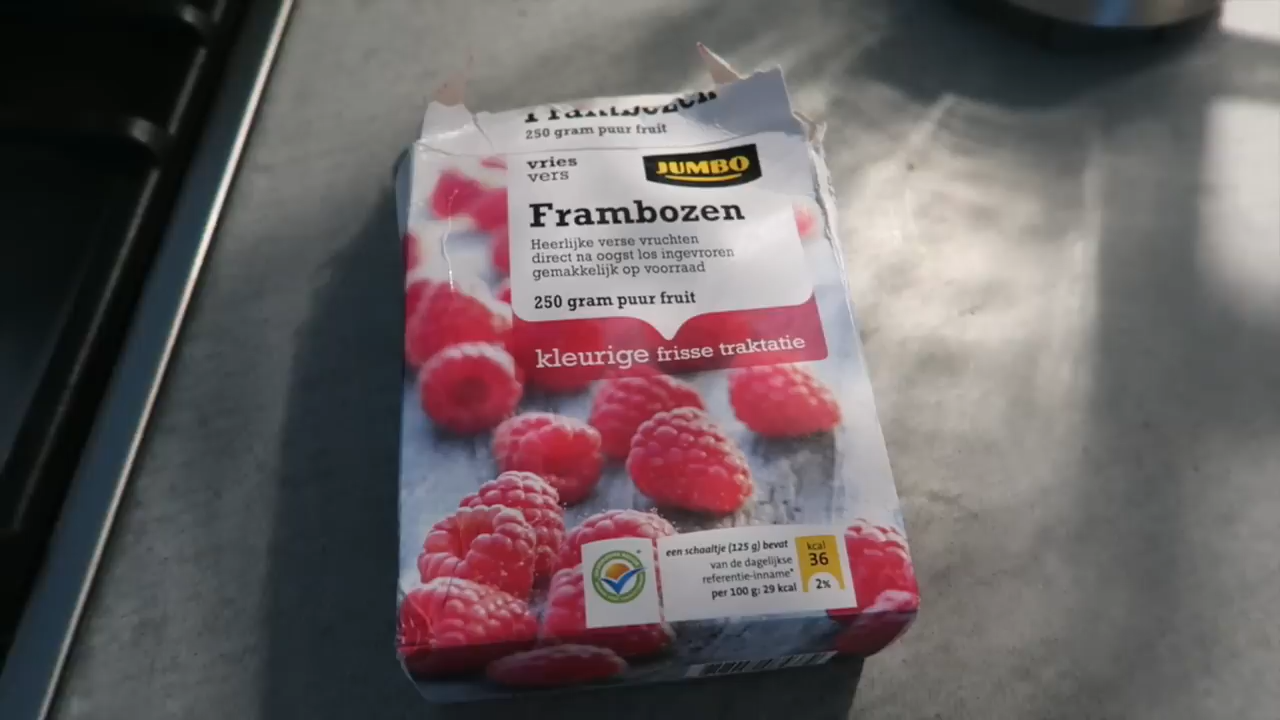 Frambozen
250 gram puur fruit
vries
vers
JUMBO
Frambozen
Heerlijke verse vruchten
direct na oogst los ingevroren
gemakkelijk op voorraad
250 gram puur fruit
kleurige frisse traktatie
een schaaltje (125 g) bevat
van de dagelijkse
referentie-inname*
per 100 g: 29 kcal
kcal
36
2%